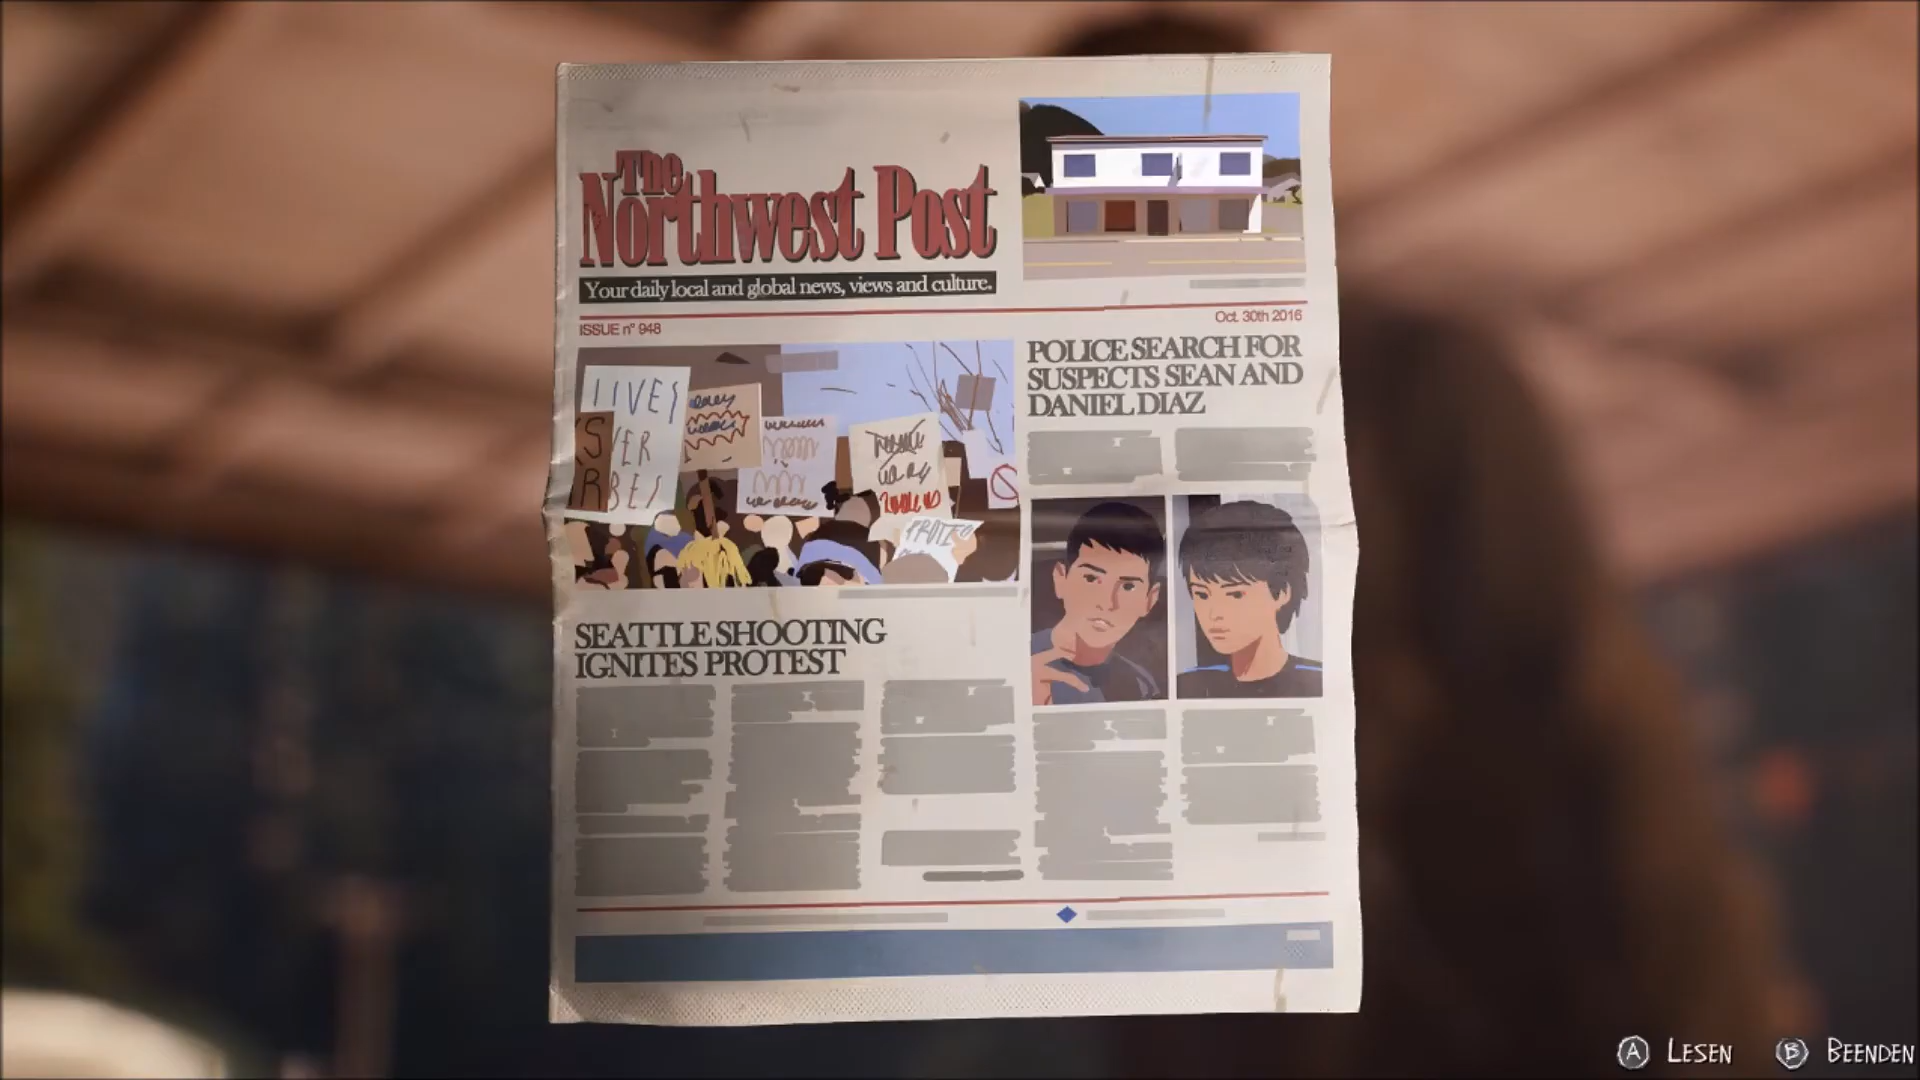 The
Northwest Post
Your daily local and global news, views and culture.
ISSUE n° 948
Oct. 30th 2016
POLICE SEARCH FOR
SUSPECTS SEAN AND
DANIEL DIAZ
SEATTLE SHOOTING
IGNITES PROTEST
A LESEN
B BEENDEN